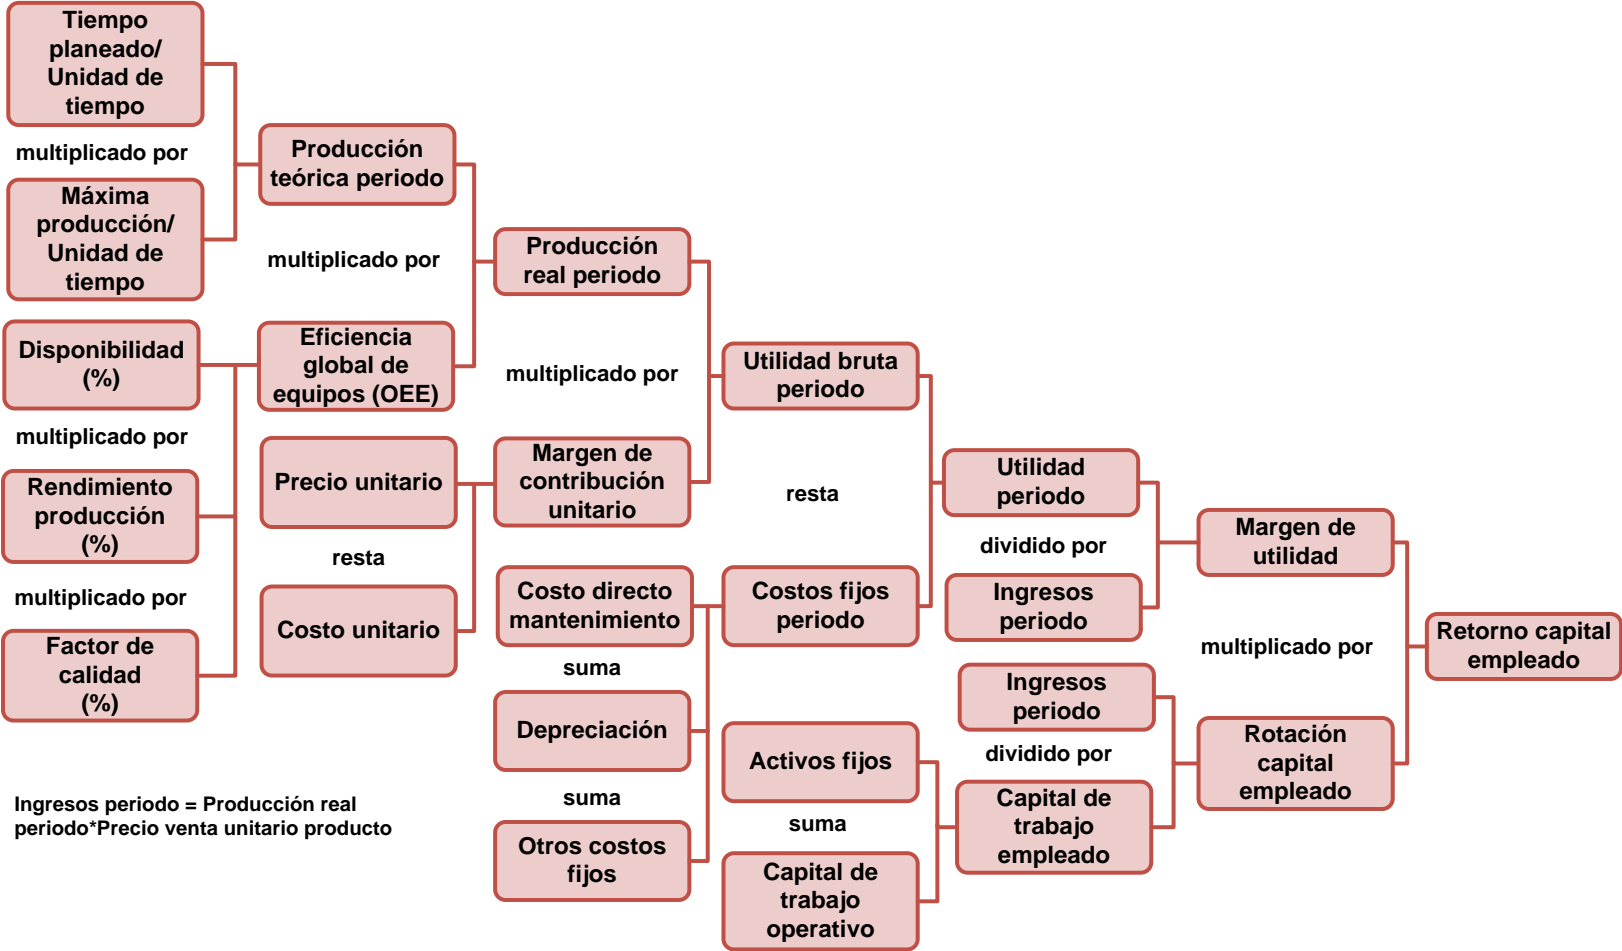 Tiempo
planeado/
Unidad de
tiempo
multiplicado por
Máxima
producción/
Unidad de
tiempo
Producción
teórica periodo
multiplicado por
Disponibilidad
(%)
multiplicado por
Rendimiento
producción
(%)
multiplicado por
Factor de
calidad
(%)
Eficiencia
global de
equipos (OEE)
Producción
real periodo
multiplicado por
Precio unitario
resta
Costo unitario
Margen de
contribución
unitario
Utilidad bruta
periodo
resta
Costo directo
mantenimiento
suma
Depreciación
suma
Otros costos
fijos
Costos fijos
periodo
Utilidad
periodo
dividido por
Ingresos
periodo
Margen de
utilidad
multiplicado por
Ingresos
periodo
dividido por
Activos fijos
suma
Capital de
trabajo
operativo
Capital de
trabajo
empleado
Rotación
capital
empleado
Retorno capital
empleado
Ingresos periodo = Producción real
periodo*Precio venta unitario producto